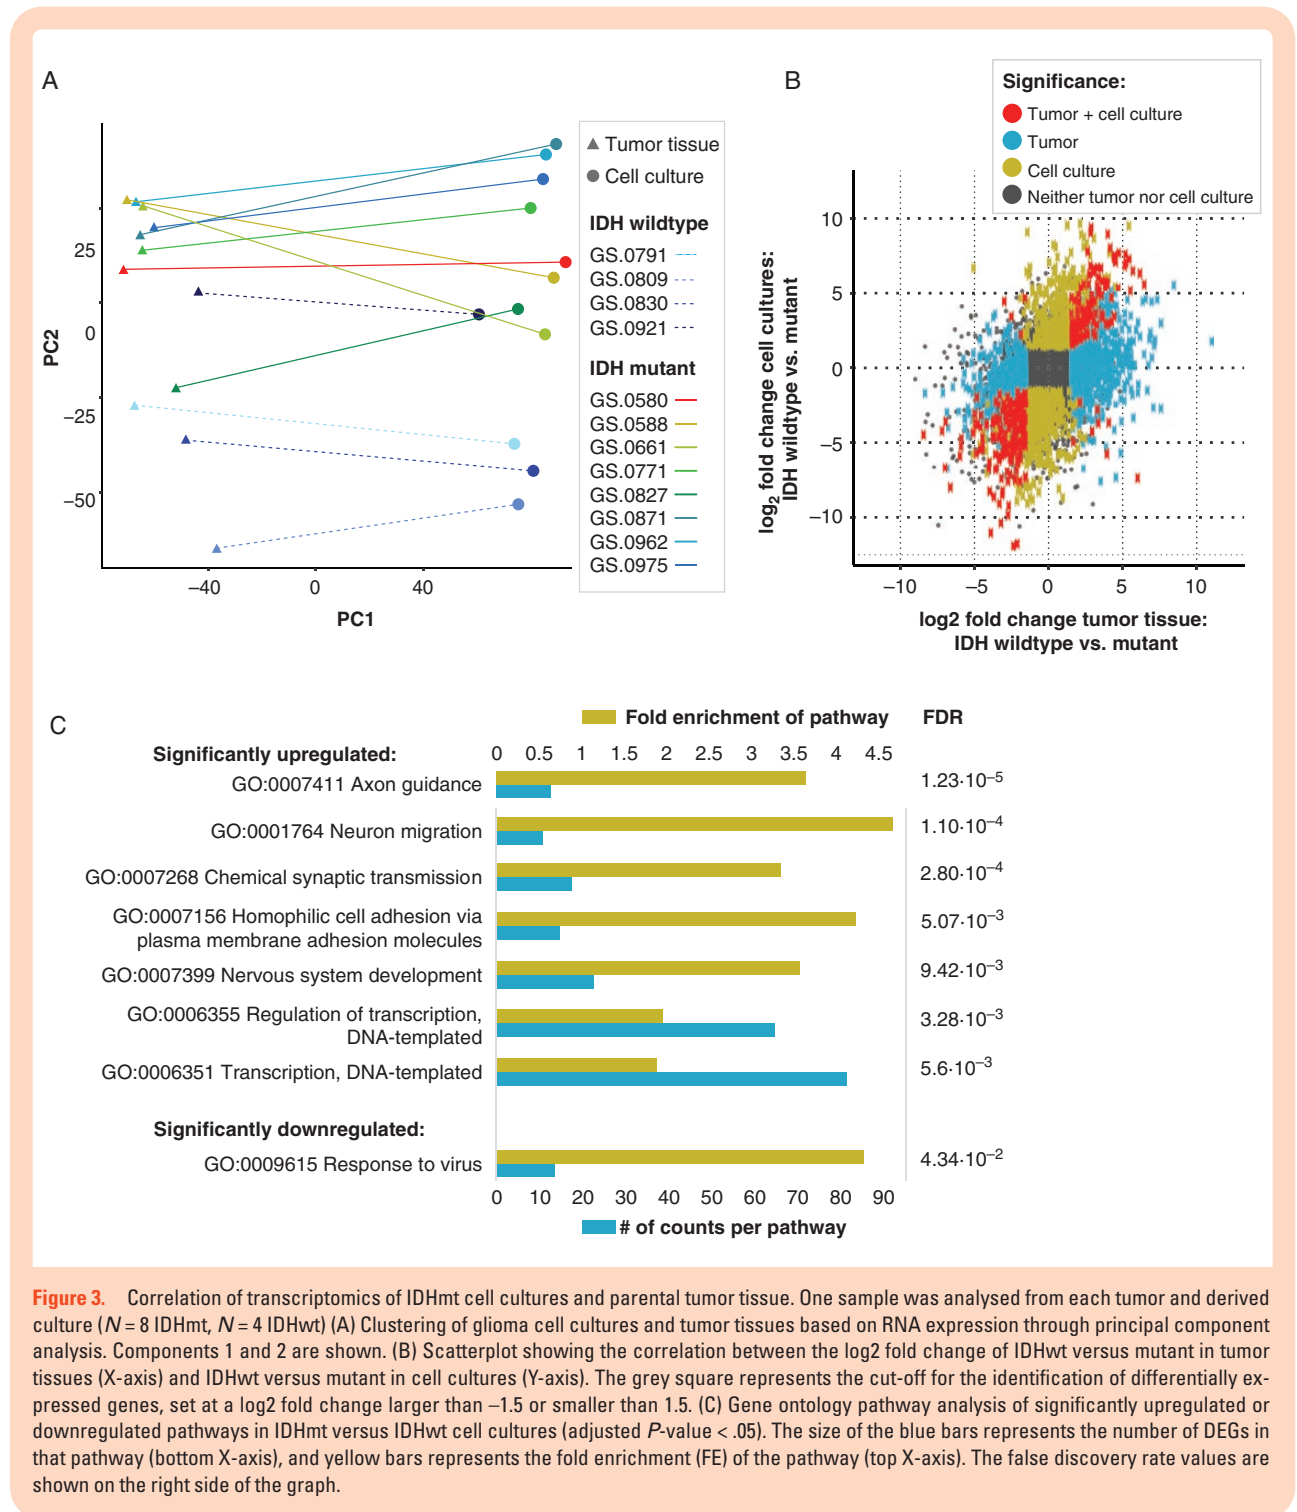 A
25
0
−25
−50
PC2
−40 0 40
PC1
Tumor tissue
Cell culture
IDH wildtype
GS.0791
GS.0809
GS.0830
GS.0921
IDH mutant
GS.0580
GS.0588
GS.0661
GS.0771
GS.0827
GS.0871
GS.0962
GS.0975
B
Significance:
Tumor + cell culture
Tumor
Cell culture
Neither tumor nor cell culture
10
5
0
−5
−10
log2 fold change cell cultures:
IDH wildtype vs. mutant
−10 −5 0 5 10
log2 fold change tumor tissue:
IDH wildtype vs. mutant
C
Fold enrichment of pathway FDR
Significantly upregulated: 0 0.5 1 1.5 2 2.5 3 3.5 4 4.5
GO:0007411 Axon guidance 1.23·10−5
GO:0001764 Neuron migration 1.10·10−4
GO:0007268 Chemical synaptic transmission 2.80·10−4
GO:0007156 Homophilic cell adhesion via
plasma membrane adhesion molecules 5.07·10−3
GO:0007399 Nervous system development 9.42·10−3
GO:0006355 Regulation of transcription,
DNA-templated 3.28·10−3
GO:0006351 Transcription, DNA-templated 5.6·10−3
Significantly downregulated:
GO:0009615 Response to virus 4.34·10−2
0 10 20 30 40 50 60 70 80 90
# of counts per pathway
Figure 3. Correlation of transcriptomics of IDHmt cell cultures and parental tumor tissue. One sample was analysed from each tumor and derived
culture (N = 8 IDHmt, N = 4 IDHwt) (A) Clustering of glioma cell cultures and tumor tissues based on RNA expression through principal component
analysis. Components 1 and 2 are shown. (B) Scatterplot showing the correlation between the log2 fold change of IDHwt versus mutant in tumor
tissues (X-axis) and IDHwt versus mutant in cell cultures (Y-axis). The grey square represents the cut-off for the identification of differentially ex-
pressed genes, set at a log2 fold change larger than −1.5 or smaller than 1.5. (C) Gene ontology pathway analysis of significantly upregulated or
downregulated pathways in IDHmt versus IDHwt cell cultures (adjusted P-value < .05). The size of the blue bars represents the number of DEGs in
that pathway (bottom X-axis), and yellow bars represents the fold enrichment (FE) of the pathway (top X-axis). The false discovery rate values are
shown on the right side of the graph.